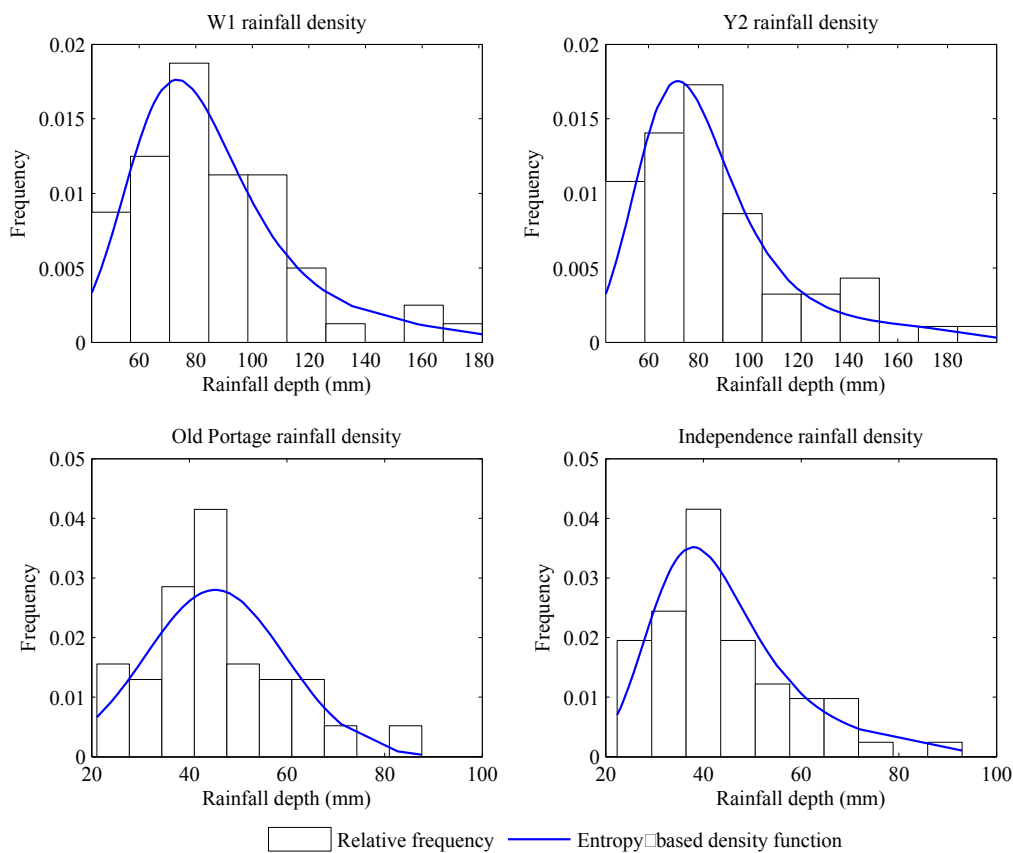 W1 rainfall density
Y2 rainfall density
0.02
0.015
0.01
0.005
0
Frequency
60 80 100 120 140 160 180
Rainfall depth (mm)
0.02
0.015
0.01
0.005
0
Frequency
60 80 100 120 140 160 180
Rainfall depth (mm)
Old Portage rainfall density
Independence rainfall density
0.05
0.04
0.03
0.02
0.01
0
Frequency
20 40 60 80 100
Rainfall depth (mm)
0.05
0.04
0.03
0.02
0.01
0
Frequency
20 40 60 80 100
Rainfall depth (mm)
Relative frequency Entropy□based density function